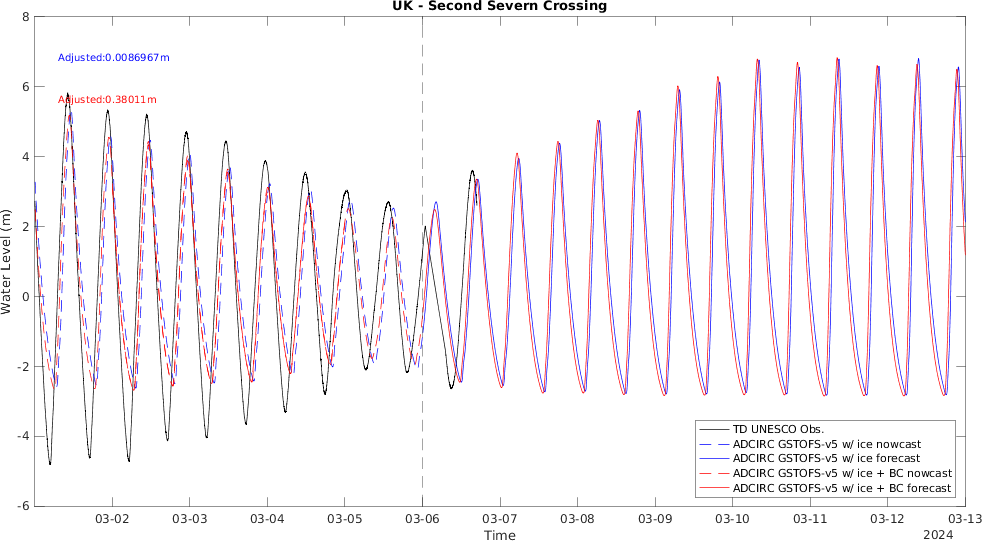 UK - Second Severn Crossing
Adjusted:0.0086967m
Adjusted:0.38011m
Water Level (m)
8
6
4
2
0
-2
-4
-6
TD UNESCO Obs.
ADCIRC GSTOFS-v5 w/ ice nowcast
ADCIRC GSTOFS-v5 w/ ice forecast
ADCIRC GSTOFS-v5 w/ ice + BC nowcast
ADCIRC GSTOFS-v5 w/ ice + BC forecast
03-02 03-03 03-04 03-05 03-06 03-07 03-08 03-09 03-10 03-11 03-12 03-13
Time
2024